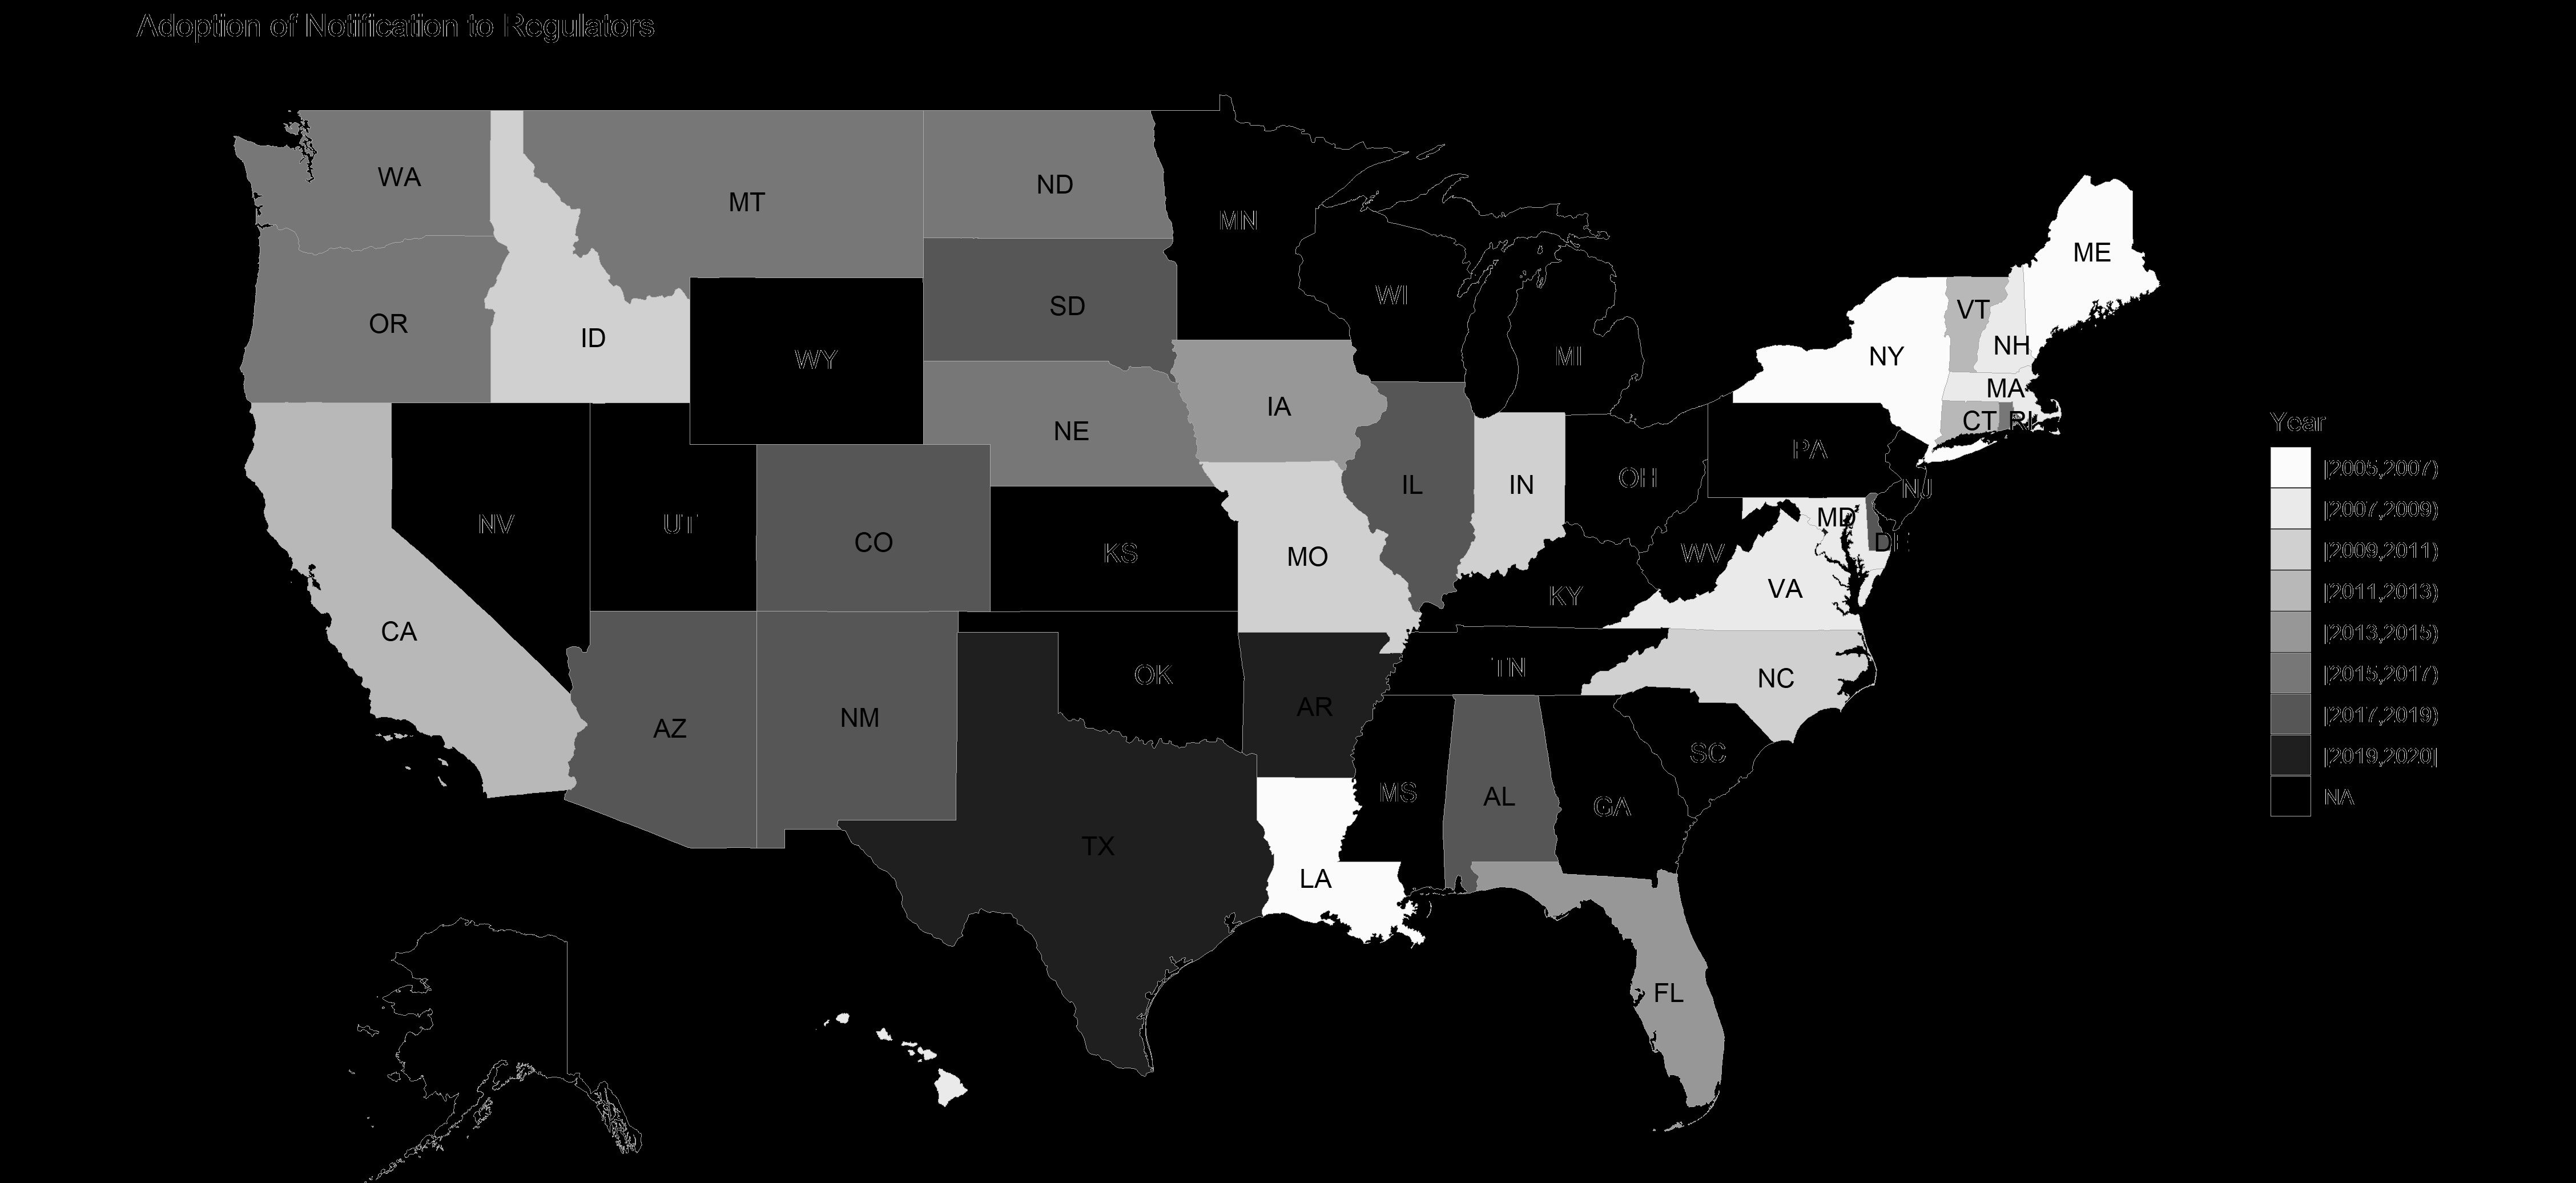 Adoption of Notification to Regulators
WA
MT
ND
MN
ME
OR
ID
SD
WI
VT
NH
WY
MI
NY
MA
IA
CT RI
NE
PA
NV
UT
CO
KS
MO
IL
IN
OH
NJ
MD
DE
WV
VA
KY
CA
OK
TN
NC
AZ
NM
AR
SC
TX
MS
AL
GA
LA
FL
Year
[2005,2007)
[2007,2009)
[2009,2011)
[2011,2013)
[2013,2015)
[2015,2017)
[2017,2019)
[2019,2020]
NA